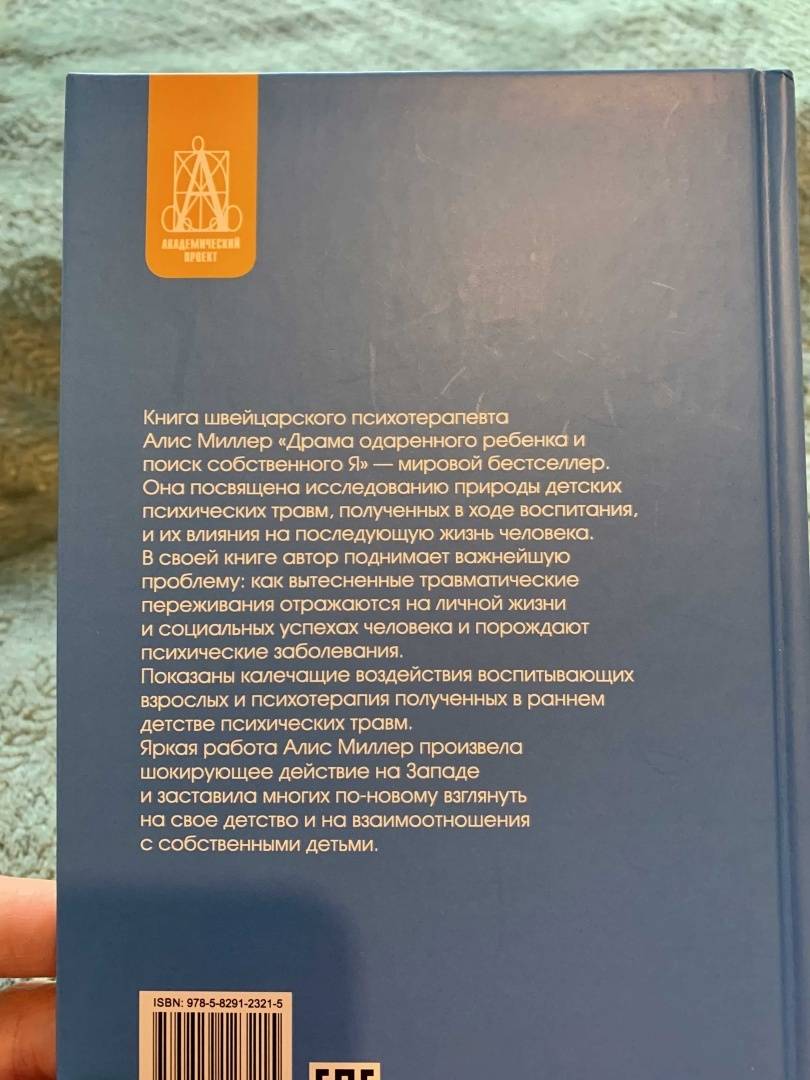 АКАДЕМИЧЕСКИЙ
ПРОЕКТ
Книга швейцарского психотерапевта
Алис Миллер «Драма одаренного ребенка и
поиск собственного Я» — мировой бестселлер.
Она посвящена исследованию природы детских
психических травм, полученных в ходе воспитания,
и их влияния на последующую жизнь человека.
В своей книге автор поднимает важнейшую
проблему: как вытесненные травматические
переживания отражаются на личной жизни
и социальных успехах человека и порождают
психические заболевания.
Показаны калечащие воздействия воспитывающих
взрослых и психотерапия полученных в раннем
детстве психических травм.
Яркая работа Алис Миллер произвела
шокирующее действие на Западе
и заставила многих по-новому взглянуть
на свое детство и на взаимоотношения
с собственными детьми.
ISBN: 978-5-8291-2321-5